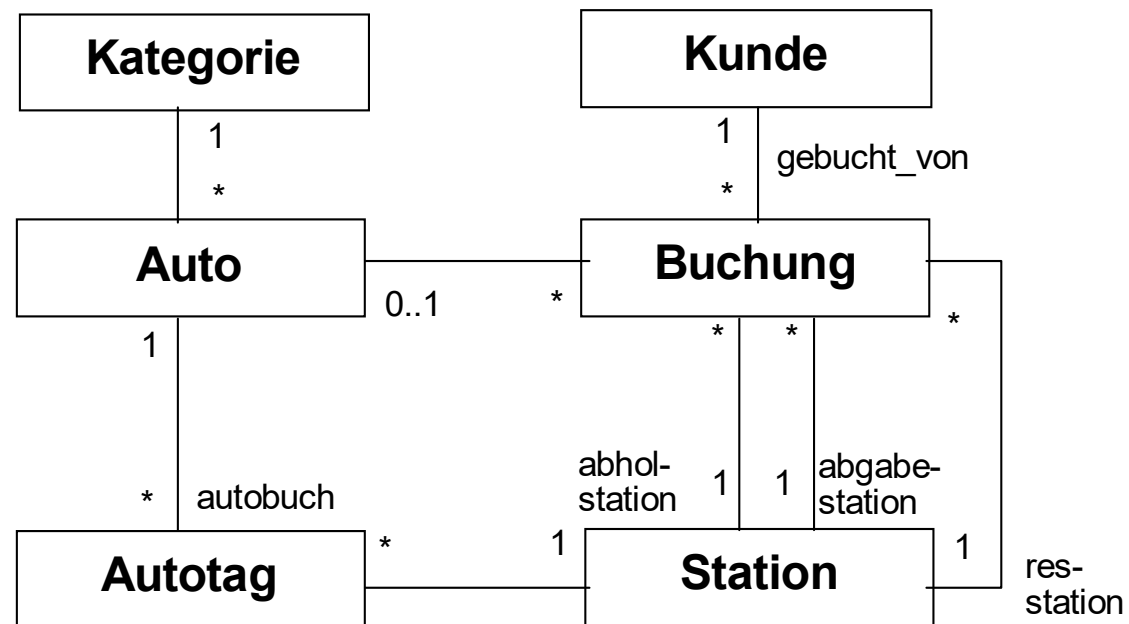 Kategorie
Kunde
1
1
gebucht_von
*
*
Auto
Buchung
0..1
*
1
*
*
*
abhol-
station
1
1
abgabe-
station
*
autobuch
*
1
1
Autotag
Station
res-
station